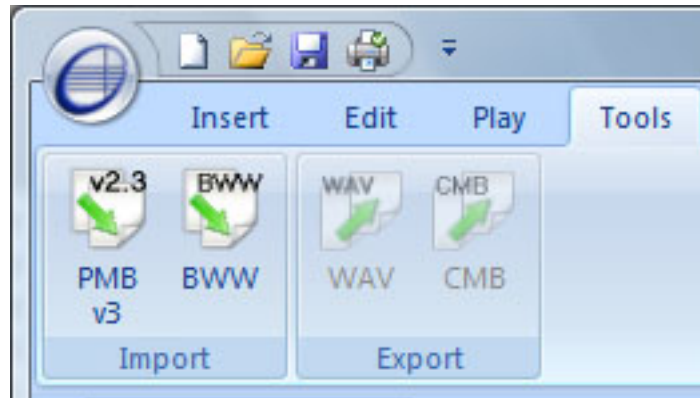 Insert Edit Play Tools
v2.3 BWW WAV CMB
PMB v3 BWW WAV CMB
Import Export